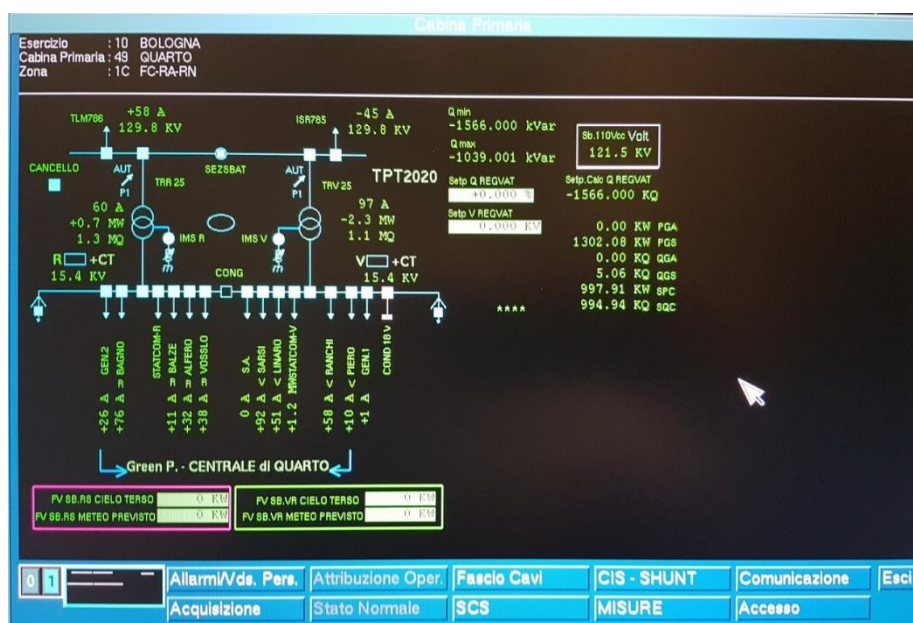 Cabina Primaria
Esercizio : 10 BOLOGNA
Cabina Primaria : 49 QUARTO
Zona : 1C FC-RA-RN
TLM786
+58 A
129.8 KV
ISR785
-45 A
129.8 KV
Q min
-1566.000 kVar
Q max
-1039.001 kVar
Sb.110Vcc Volt
121.5 KV
CANCELLO
AUT
P1
TRR 25
SEZSBAT
AUT
P1
TRV 25
TPT2020
Setp Q REGVAT
+0.000 %
Setp.Calc Q REGVAT
-1566.000 KQ
Setp V REGVAT
0.000 KV
60 A
+0.7 MW
1.3 MQ
IMS R
IMS V
97 A
-2.3 MW
1.1 MQ
0.00 KW PGA
1302.08 KW PGS
0.00 KQ QGA
5.06 KQ QGS
997.91 KW SPC
994.94 KQ SQC
R +CT
15.4 KV
CONG
V +CT
15.4 KV
****
+26 A GEN.2
+76 A R BAGNO
STATCOM-R
+11 A R BALZE
+32 A R ALFERO
+38 A R VOSSLO
0 A S.A.
+92 A < SARSI
+51 A < LINARO
+1.2 MWSTATCOM-V
+58 A < RANCHI
+10 A < PIERO
+1 A GEN.1
COND 18 V
Green P. - CENTRALE di QUARTO
FV SB.RS CIELO TERSO 0 KW
FV SB.RS METEO PREVISTO 0 KW
FV SB.VR CIELO TERSO 0 KW
FV SB.VR METEO PREVISTO 0 KW
0 1
Allarmi/Vds. Pers.
Attribuzione Oper.
Fascio Cavi
CIS - SHUNT
Comunicazione
Esci
Acquisizione
Stato Normale
SCS
MISURE
Accesso